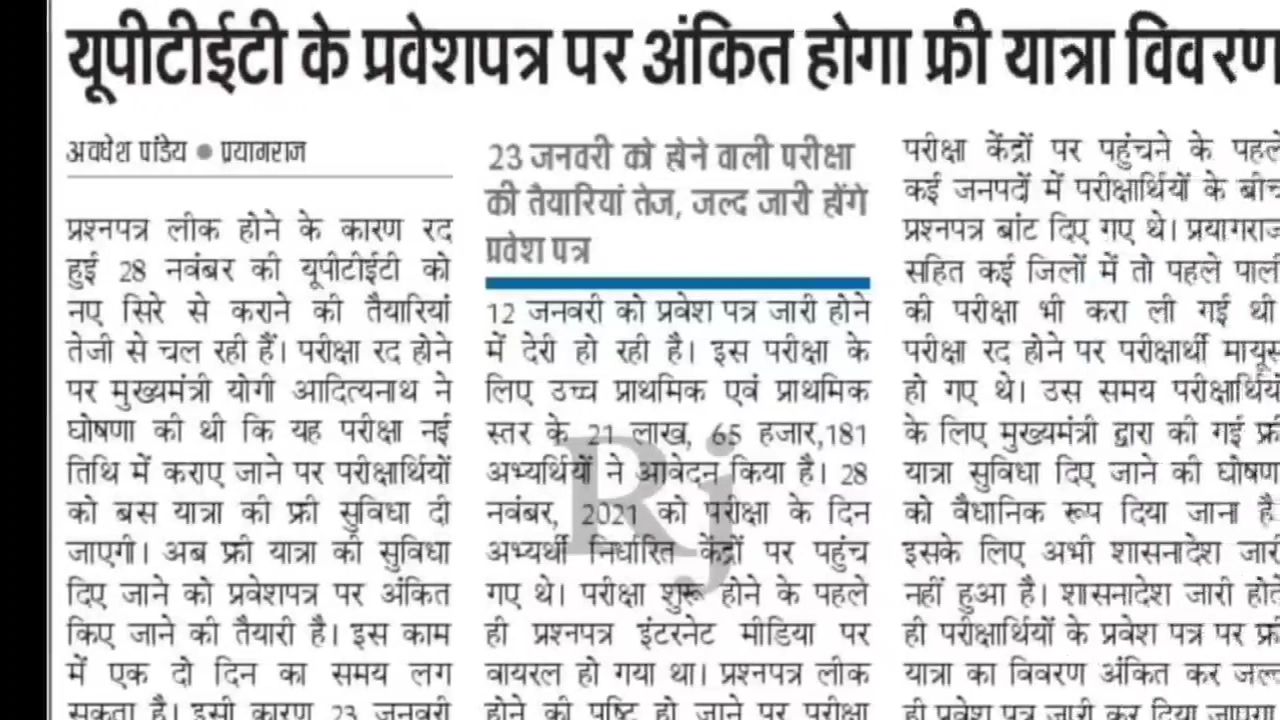 यूपीटीईटी के प्रवेशपत्र पर अंकित होगा फ्री यात्रा विवरण
अवधेश पांडेय ● प्रयागराज
प्रश्नपत्र लीक होने के कारण रद
हुई 28 नवंबर की यूपीटीईटी को
नए सिरे से कराने की तैयारियां
तेजी से चल रही हैं। परीक्षा रद होने
पर मुख्यमंत्री योगी आदित्यनाथ ने
घोषणा की थी कि यह परीक्षा नई
तिथि में कराए जाने पर परीक्षार्थियों
को बस यात्रा की फ्री सुविधा दी
जाएगी। अब फ्री यात्रा की सुविधा
दिए जाने को प्रवेशपत्र पर अंकित
किए जाने की तैयारी है। इस काम
में एक दो दिन का समय लग
सकता है। इसी कारण 23 जनवरी
23 जनवरी को होने वाली परीक्षा
की तैयारियां तेज, जल्द जारी होंगे
प्रवेश पत्र
12 जनवरी को प्रवेश पत्र जारी होने
में देरी हो रही है। इस परीक्षा के
लिए उच्च प्राथमिक एवं प्राथमिक
स्तर के 21 लाख, 65 हजार,181
अभ्यर्थियों ने आवेदन किया है। 28
नवंबर, 2021 को परीक्षा के दिन
अभ्यर्थी निर्धारित केंद्रों पर पहुंच
गए थे। परीक्षा शुरू होने के पहले
ही प्रश्नपत्र इंटरनेट मीडिया पर
वायरल हो गया था। प्रश्नपत्र लीक
होने की पुष्टि हो जाने पर परीक्षा
परीक्षा केंद्रों पर पहुंचने के पहले
कई जनपदों में परीक्षार्थियों के बीच
प्रश्नपत्र बांट दिए गए थे। प्रयागराज
सहित कई जिलों में तो पहले पाली
की परीक्षा भी करा ली गई थी
परीक्षा रद होने पर परीक्षार्थी मायूस
हो गए थे। उस समय परीक्षार्थियों
के लिए मुख्यमंत्री द्वारा की गई फ्री
यात्रा सुविधा दिए जाने की घोषणा
को वैधानिक रूप दिया जाना है
इसके लिए अभी शासनादेश जारी
नहीं हुआ है। शासनादेश जारी होते
ही परीक्षार्थियों के प्रवेश पत्र पर फ्री
यात्रा का विवरण अंकित कर जल्द
ही प्रवेश पत्र जारी कर दिया जाएगा
Rj